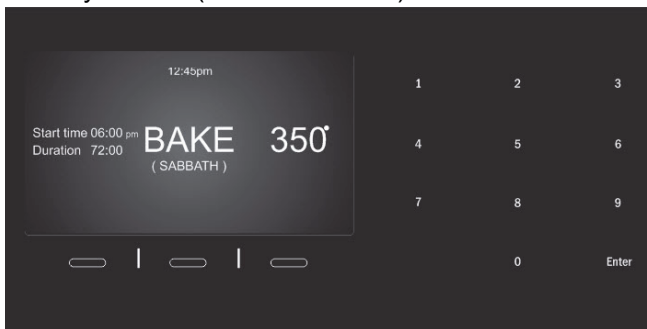 12:45pm
Start time 06:00 pm BAKE 350°
Duration 72:00
( SABBATH )
1 2 3
4 5 6
7 8 9
0 Enter